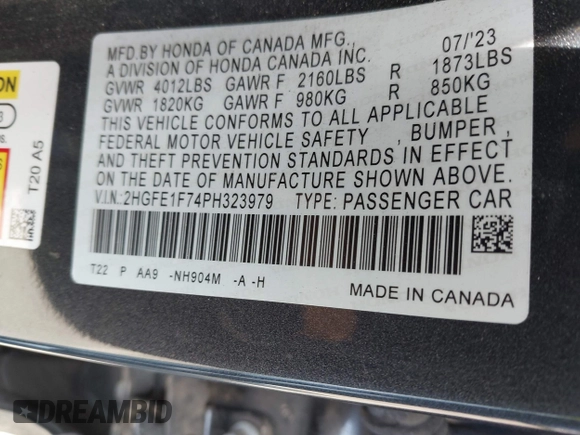 MFD.BY HONDA OF CANADA MFG., 07/'23
A DIVISION OF HONDA CANADA INC.
GVWR 4012LBS GAWR F 2160LBS R 1873LBS
GVWR 1820KG GAWR F 980KG R 850KG
THIS VEHICLE CONFORMS TO ALL APPLICABLE
FEDERAL MOTOR VEHICLE SAFETY , BUMPER ,
AND THEFT PREVENTION STANDARDS IN EFFECT
ON THE DATE OF MANUFACTURE SHOWN ABOVE.
V.I.N.:2HGFE1F74PH323979 TYPE: PASSENGER CAR
T22 P AA9 -NH904M -A -H
MADE IN CANADA
T20 A5
DREAMBID